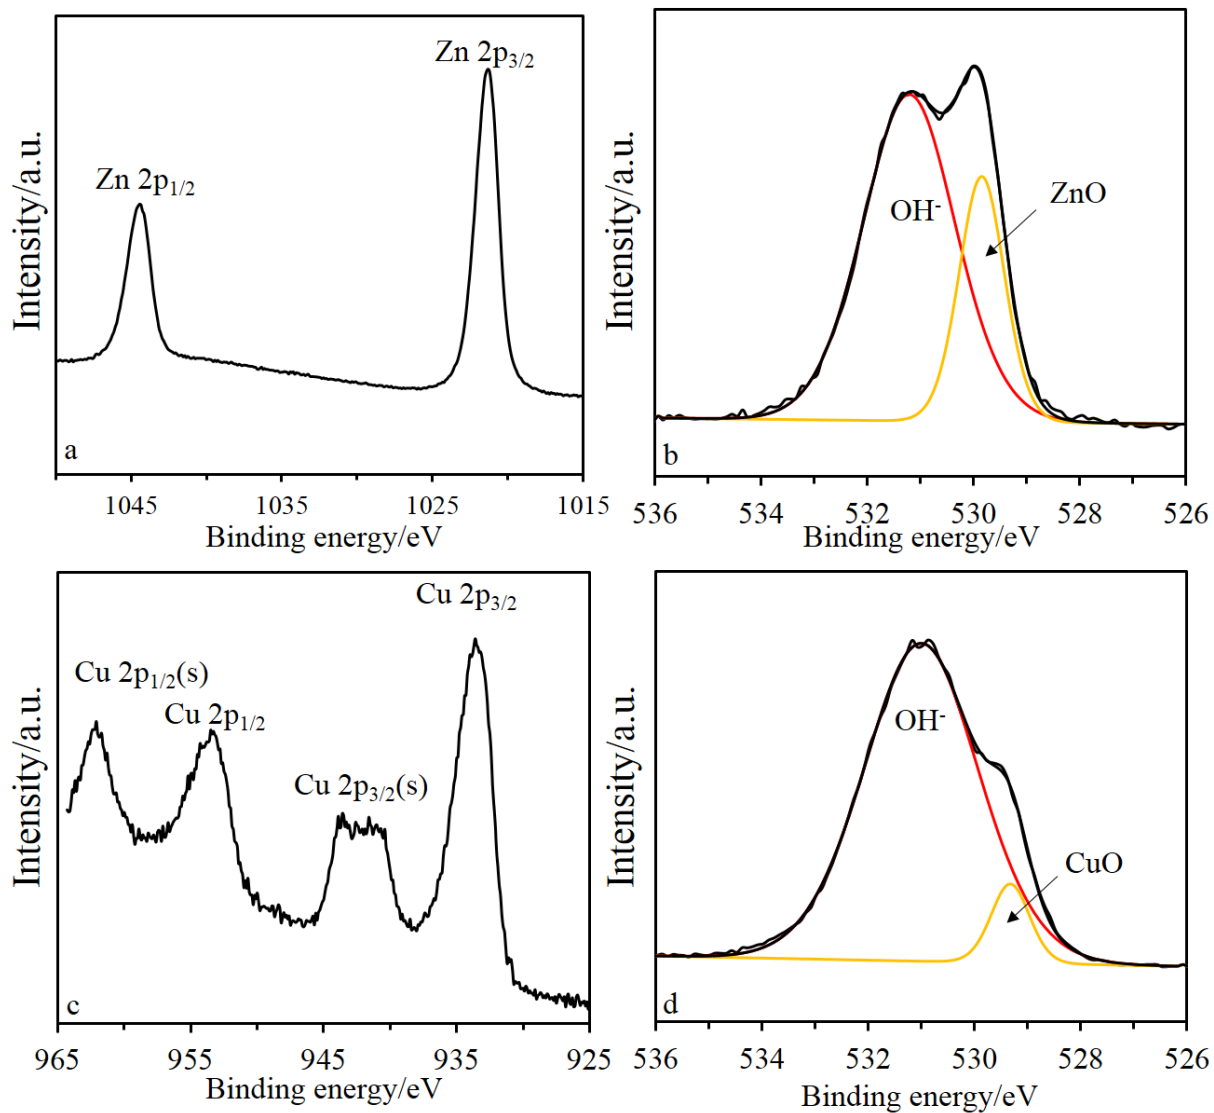 Zn 2p3/2
Zn 2p1/2
Intensity/a.u.
a
1045 1035 1025 1015
Binding energy/eV
ZnO
OH-
Intensity/a.u.
b
536 534 532 530 528 526
Binding energy/eV
Cu 2p3/2
Cu 2p1/2(s)
Cu 2p1/2
Cu 2p3/2(s)
Intensity/a.u.
c
965 955 945 935 925
Binding energy/eV
OH-
CuO
Intensity/a.u.
d
536 534 532 530 528 526
Binding energy/eV